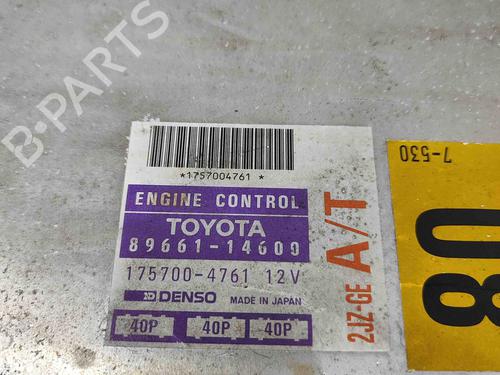 B-PARTS
*1757004761*
ENGINE CONTROL
TOYOTA
89661-14600
175700-4761 12V
DENSO MADE IN JAPAN
40P 40P 40P
2JZ-GE A/T
7-530
80